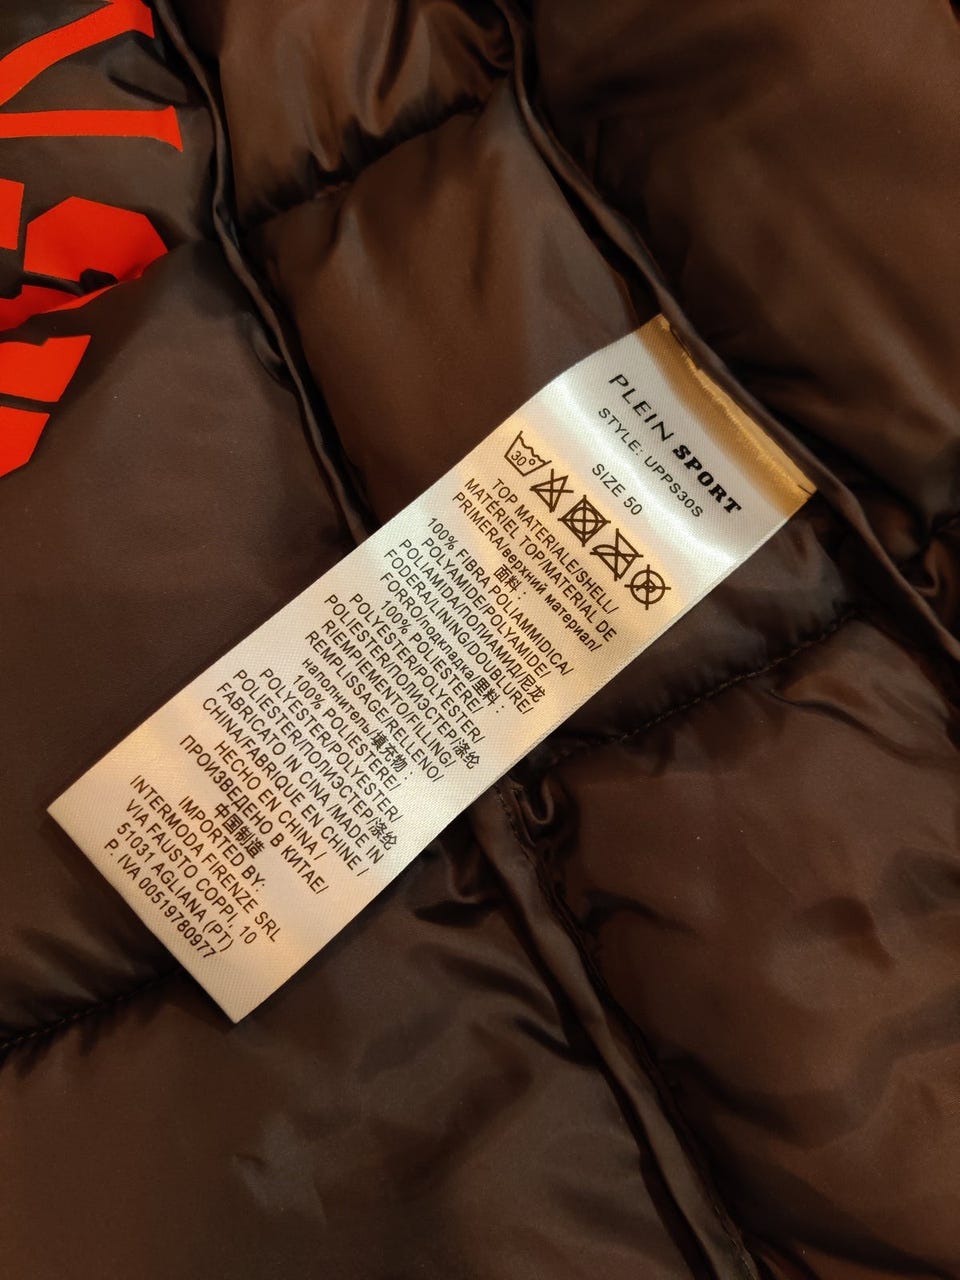 PLEIN SPORT
STYLE: UPPS30S
SIZE 50
30
TOP MATERIALE/SHELL/
MATÉRIEL TOP/MATERIAL DE
PRIMERA/верхний материал/
面料:
100% FIBRA POLIAMMIDICA/
POLYAMIDE/POLYAMIDE/
POLIAMIDA/ПОЛИАМИД/尼龙
FODERA/LINING/DOUBLURE/
FORRO/подкладка/里料:
100% POLIESTERE/
POLYESTER/POLYESTER/
POLIESTER/ПОЛИЭСТЕР/涤纶
RIEMPIMENTO/FILLING/
REMPLISSAGE/RELLENO/
наполнитель/填充物:
100% POLIESTERE/
POLYESTER/POLYESTER/
POLIESTER/ПОЛИЭСТЕР/涤纶
FABRICATO IN CINA /MADE IN
CHINA/FABRIQUE EN CHINE /
HECHO EN CHINA /
ПРОИЗВЕДЕНО В КИТАЕ/
中国制造
IMPORTED BY:
INTERMODA FIRENZE SRL
VIA FAUSTO COPPI, 10
51031 AGLIANA (PT)
P. IVA 00519780977